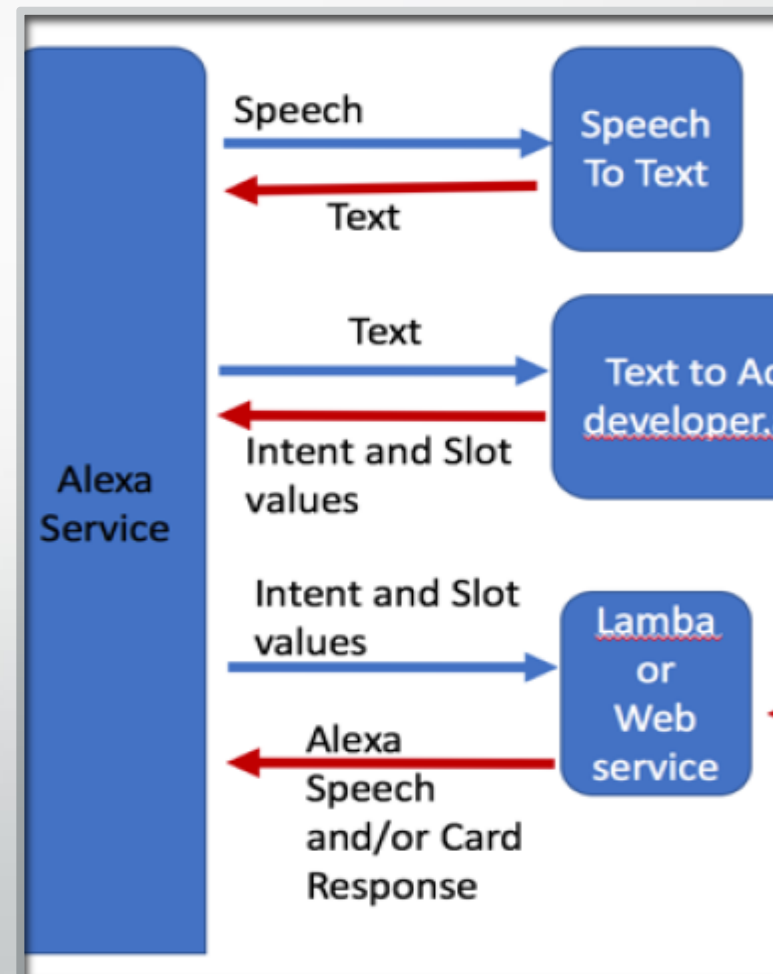 Speech
Speech
To Text
Text
Text
Text to Ac
developer.
Intent and Slot
values
Alexa
Service
Intent and Slot
values
Lamba
or
Web
service
Alexa
Speech
and/or Card
Response